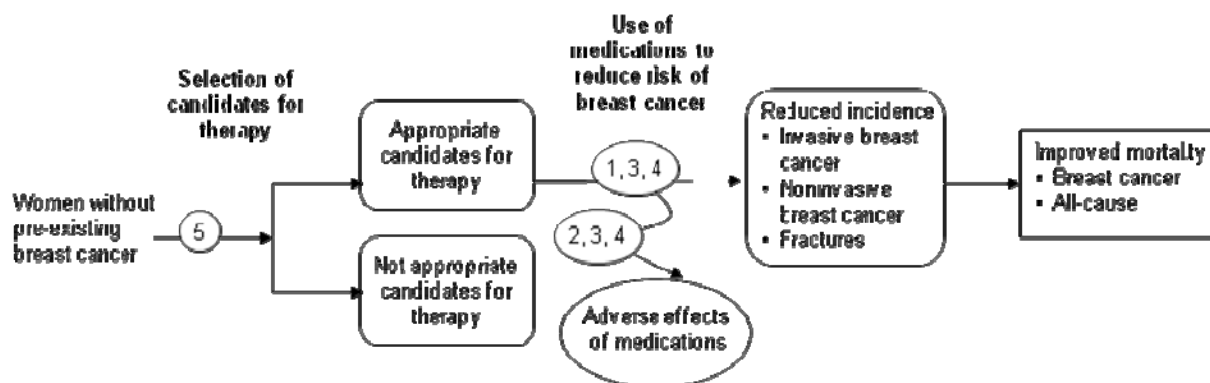 Use of
medications to
reduce risk of
breast cancer
Selection of
candidates for
therapy
Women without
pre-existing
breast cancer
5
Appropriate
candidates for
therapy
Not appropriate
candidates for
therapy
1, 3, 4
2, 3, 4
Adverse effects
of medications
Reduced incidence
▪ Invasive breast
cancer
▪ Noninvasive
breast cancer
▪ Fractures
Improved mortality
▪ Breast cancer
▪ All-cause